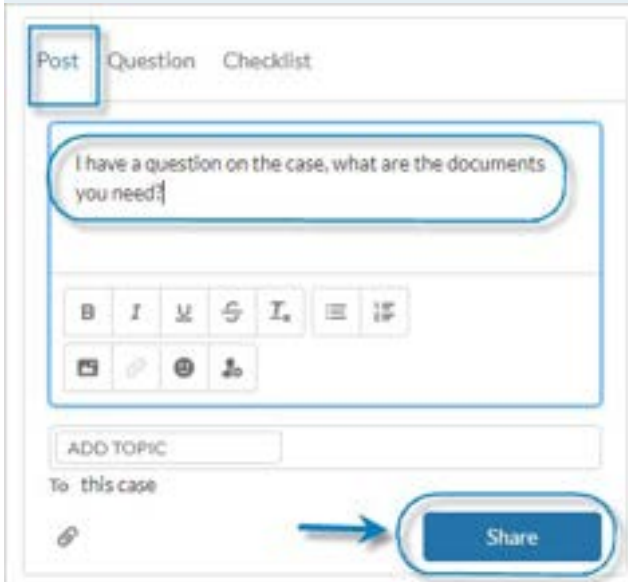 Post Question Checklist
I have a question on the case, what are the documents
you need?
B I U S Tx
ADD TOPIC
To this case
Share